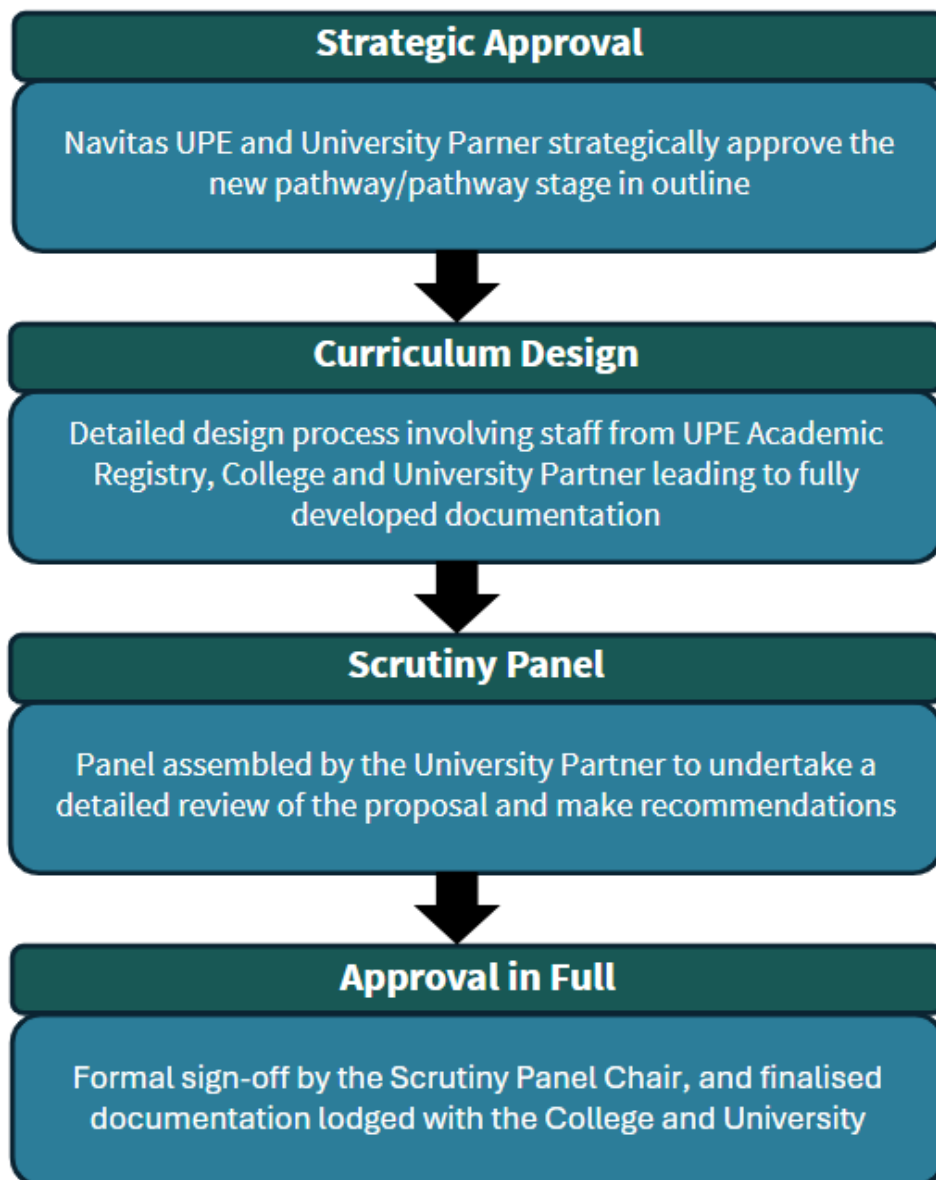 Strategic Approval
Navitas UPE and University Parner strategically approve the
new pathway/pathway stage in outline
Curriculum Design
Detailed design process involving staff from UPE Academic
Registry, College and University Partner leading to fully
developed documentation
Scrutiny Panel
Panel assembled by the University Partner to undertake a
detailed review of the proposal and make recommendations
Approval in Full
Formal sign-off by the Scrutiny Panel Chair, and finalised
documentation lodged with the College and University